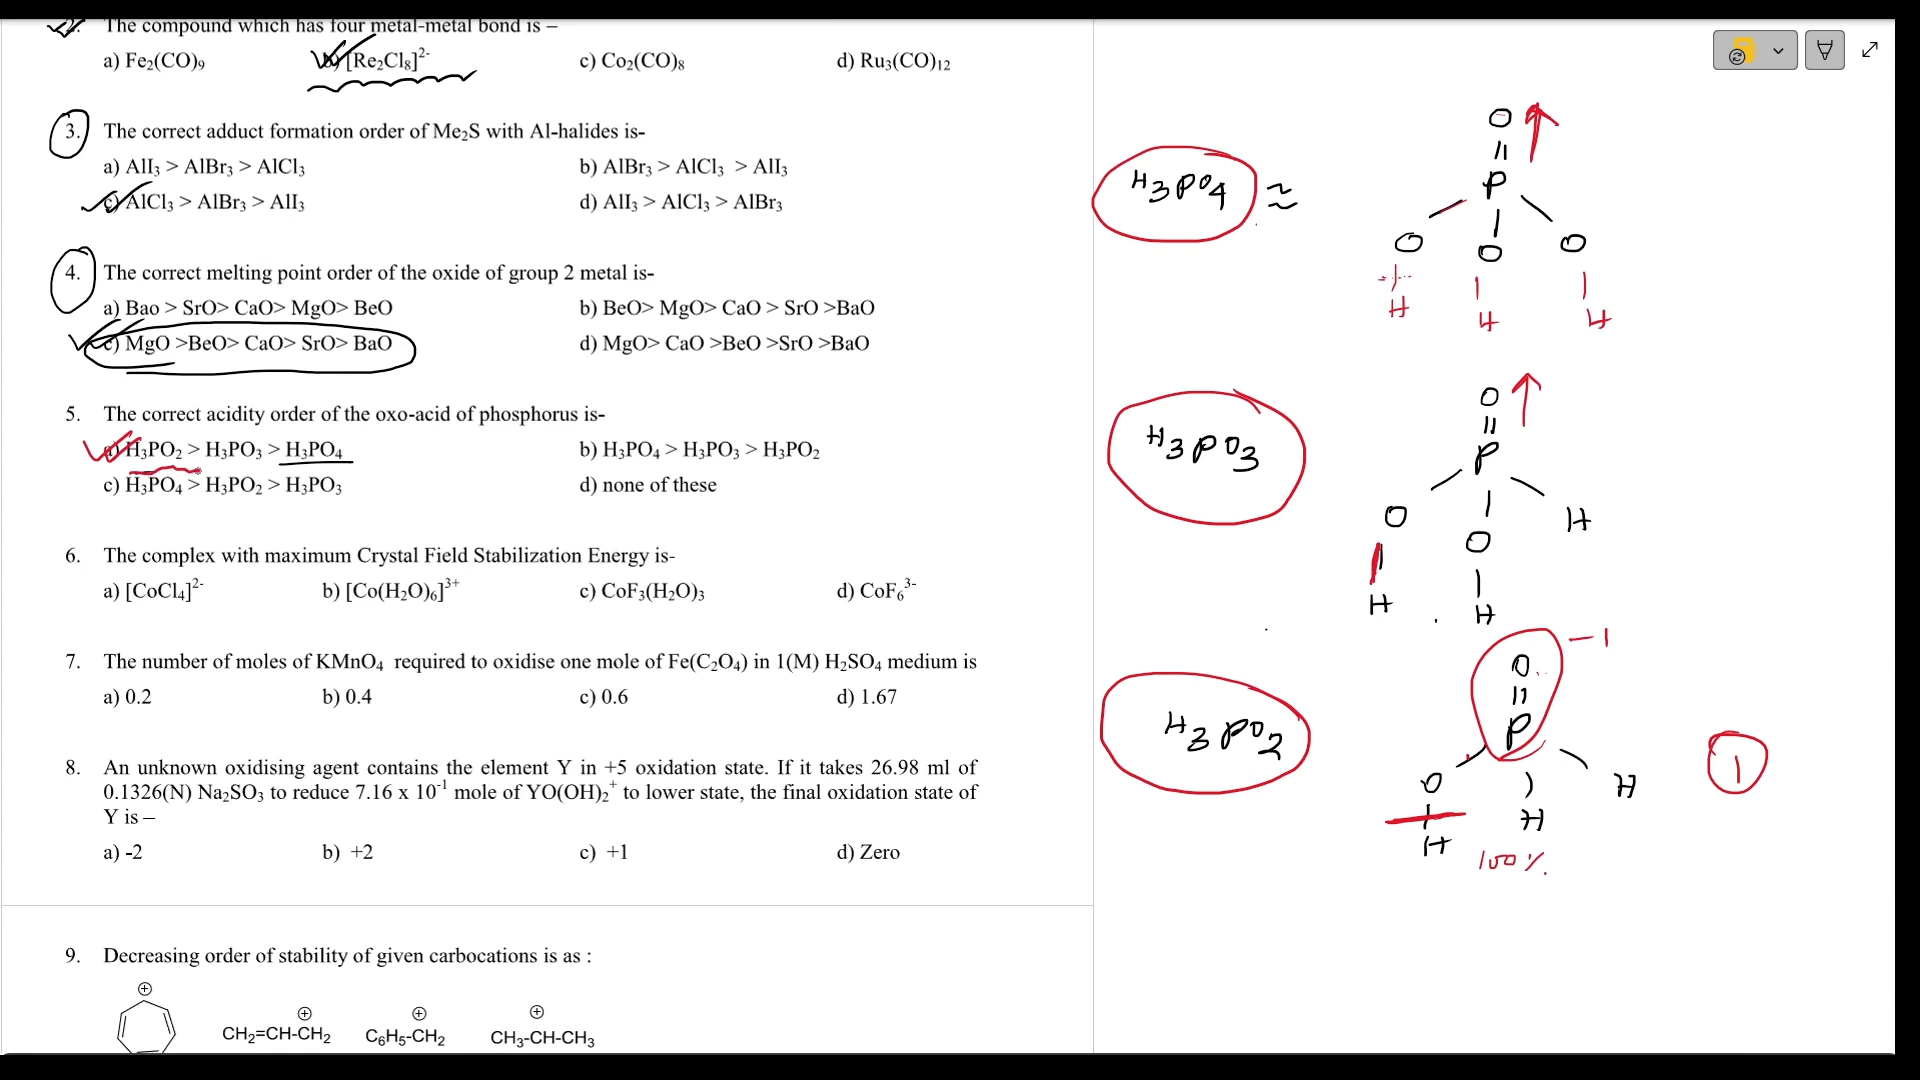 2. The compound which has four metal-metal bond is –
a) Fe₂(CO)₉ b) [Re₂Cl₈]²⁻ c) Co₂(CO)₈ d) Ru₃(CO)₁₂
3. The correct adduct formation order of Me₂S with Al-halides is-
a) AlI₃ > AlBr₃ > AlCl₃ b) AlBr₃ > AlCl₃ > AlI₃
c) AlCl₃ > AlBr₃ > AlI₃ d) AlI₃ > AlCl₃ > AlBr₃
4. The correct melting point order of the oxide of group 2 metal is-
a) Bao > SrO> CaO> MgO> BeO b) BeO> MgO> CaO > SrO >BaO
c) MgO >BeO> CaO> SrO> BaO d) MgO> CaO >BeO >SrO >BaO
5. The correct acidity order of the oxo-acid of phosphorus is-
a) H₃PO₂ > H₃PO₃ > H₃PO₄ b) H₃PO₄ > H₃PO₃ > H₃PO₂
c) H₃PO₄ > H₃PO₂ > H₃PO₃ d) none of these
6. The complex with maximum Crystal Field Stabilization Energy is-
a) [CoCl₄]²⁻ b) [Co(H₂O)₆]³⁺ c) CoF₃(H₂O)₃ d) CoF₆³⁻
7. The number of moles of KMnO₄ required to oxidise one mole of Fe(C₂O₄) in 1(M) H₂SO₄ medium is
a) 0.2 b) 0.4 c) 0.6 d) 1.67
8. An unknown oxidising agent contains the element Y in +5 oxidation state. If it takes 26.98 ml of
0.1326(N) Na₂SO₃ to reduce 7.16 x 10⁻¹ mole of YO(OH)₂⁺ to lower state, the final oxidation state of
Y is –
a) -2 b) +2 c) +1 d) Zero
9. Decreasing order of stability of given carbocations is as :
⊕ ⊕ ⊕ ⊕
CH₂=CH-CH₂ C₆H₅-CH₂ CH₃-CH-CH₃
O
H₃PO₄ P
O O O
H H H
O
H₃PO₃ P
O O H
H H
-1
O
H₃PO₂ P
1
O H H
H 100%